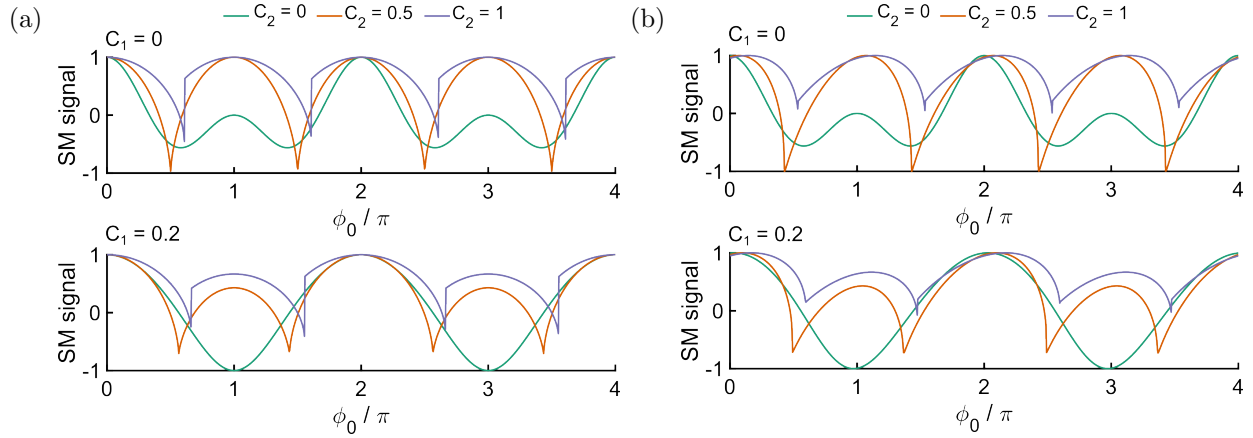 (a)
C₂ = 0 C₂ = 0.5 C₂ = 1
C₁ = 0
1
0
-1
SM signal
0 1 2 3 4
ϕ₀ / π
C₁ = 0.2
1
0
-1
SM signal
0 1 2 3 4
ϕ₀ / π
(b)
C₂ = 0 C₂ = 0.5 C₂ = 1
C₁ = 0
1
0
-1
SM signal
0 1 2 3 4
ϕ₀ / π
C₁ = 0.2
1
0
-1
SM signal
0 1 2 3 4
ϕ₀ / π